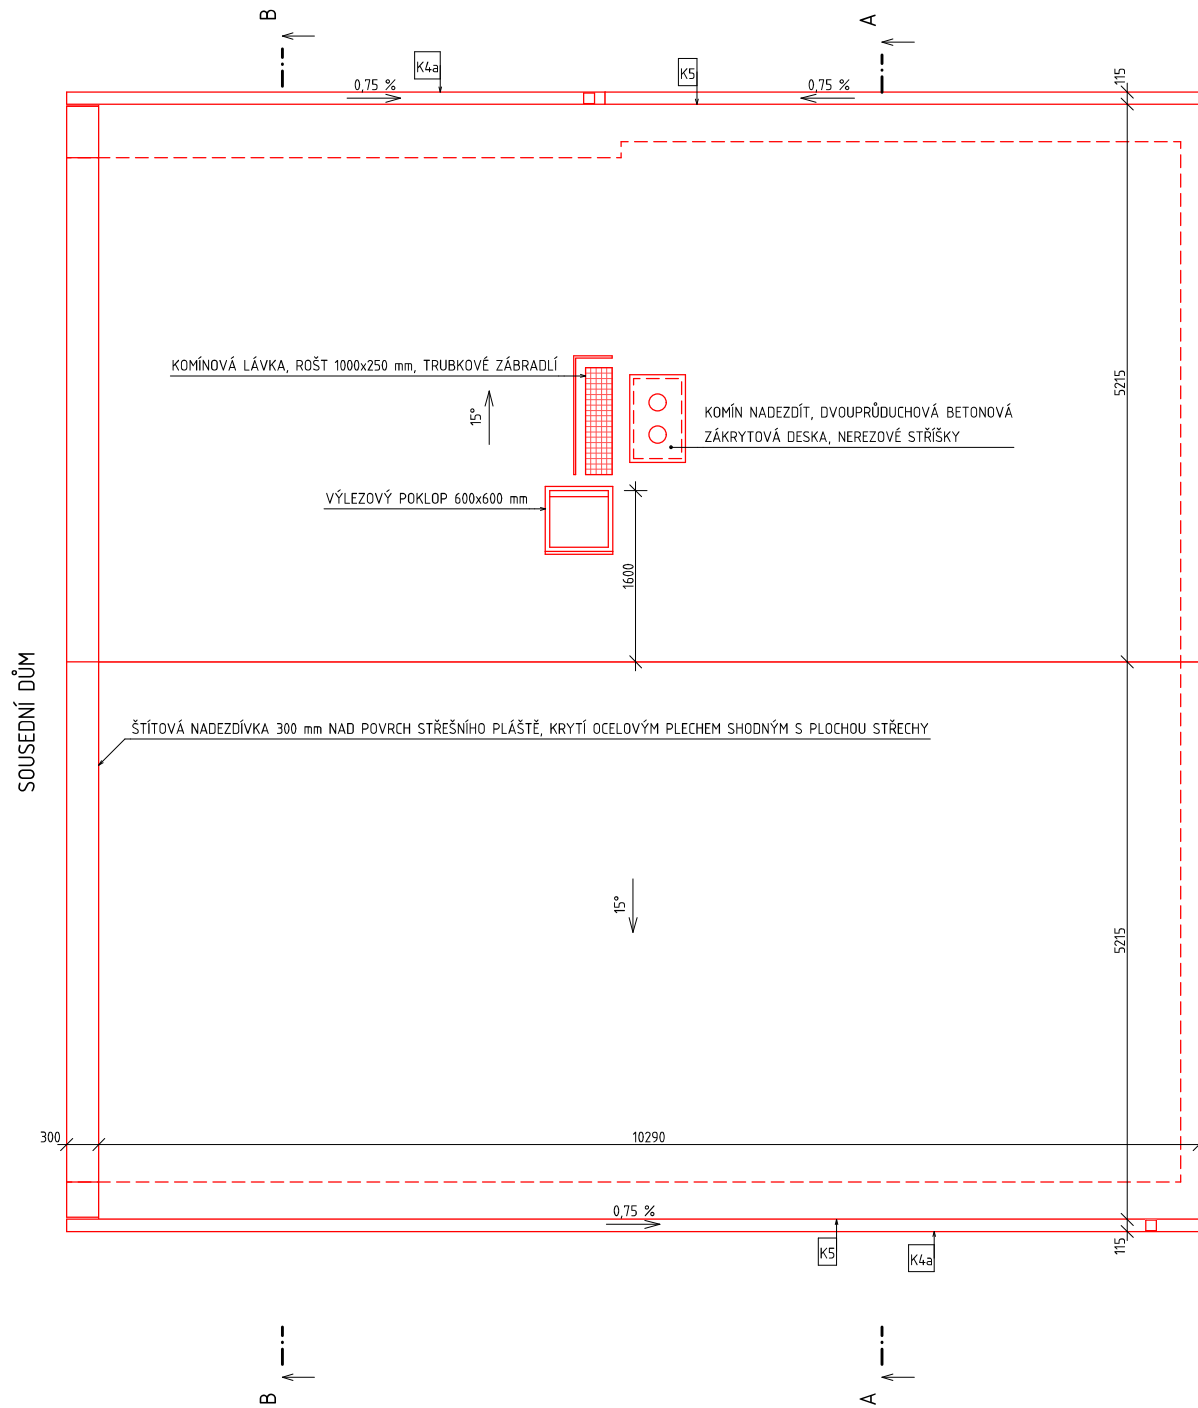 B
A
K4a
K5
0,75 %
0,75 %
115
KOMÍNOVÁ LÁVKA, ROŠT 1000x250 mm, TRUBKOVÉ ZÁBRADLÍ
15°
5215
KOMÍN NADEZDÍT, DVOUPRŮDUCHOVÁ BETONOVÁ
ZÁKRYTOVÁ DESKA, NEREZOVÉ STŘÍŠKY
VÝLEZOVÝ POKLOP 600x600 mm
1600
SOUSEDNÍ DŮM
ŠTÍTOVÁ NADEZDÍVKA 300 mm NAD POVRCH STŘEŠNÍHO PLÁŠTĚ, KRYTÍ OCELOVÝM PLECHEM SHODNÝM S PLOCHOU STŘECHY
15°
5215
300
10290
0,75 %
K5
K4a
115
B
A